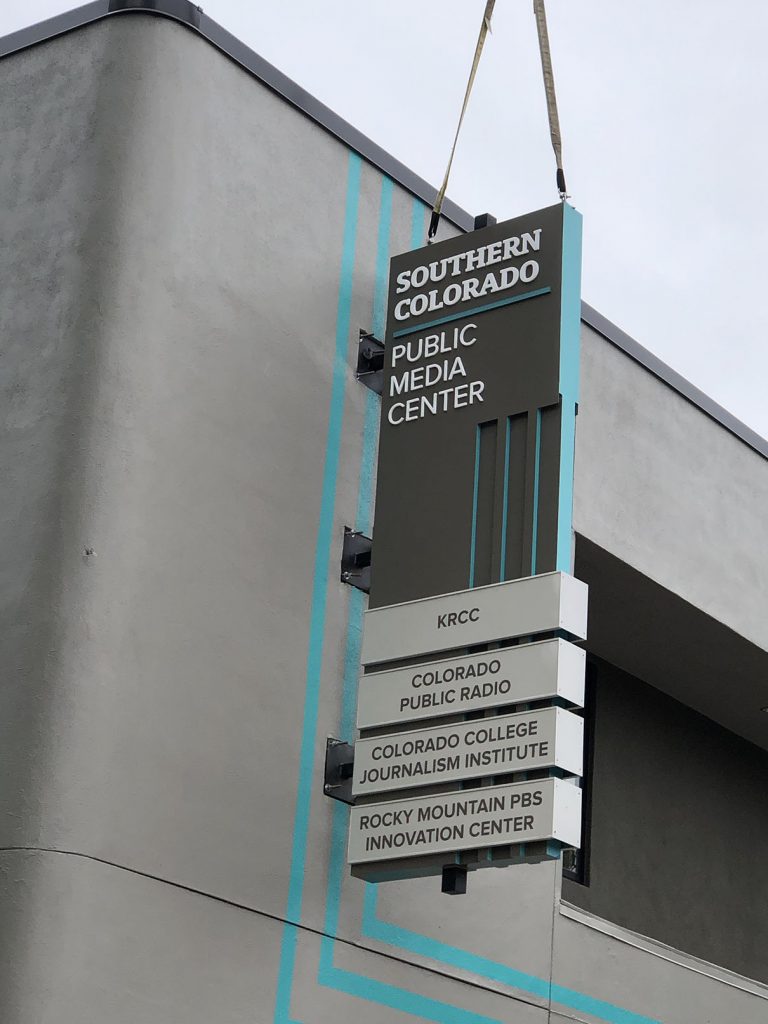 SOUTHERN
COLORADO
PUBLIC
MEDIA
CENTER
KRCC
COLORADO
PUBLIC RADIO
COLORADO COLLEGE
JOURNALISM INSTITUTE
ROCKY MOUNTAIN PBS
INNOVATION CENTER